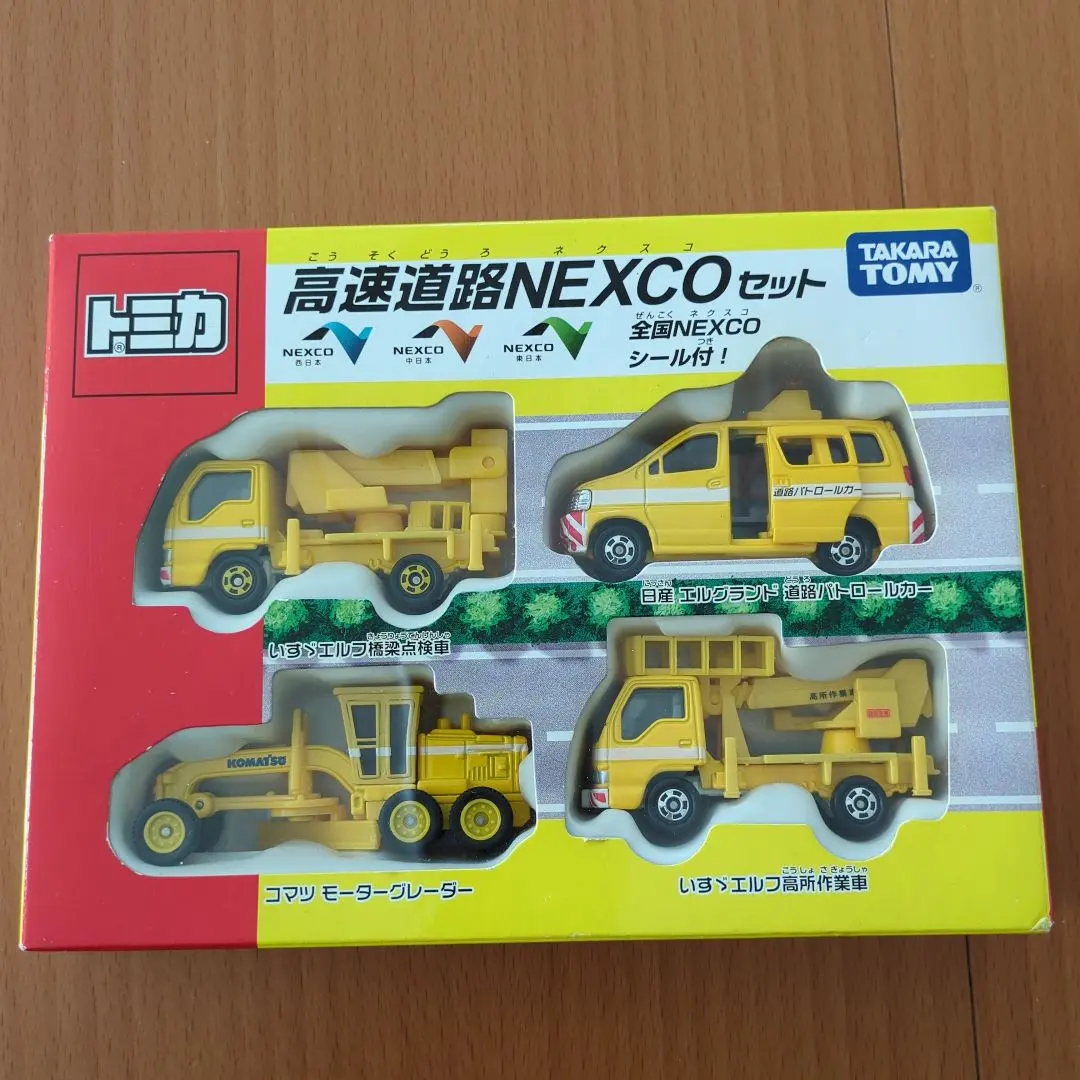 トミカ®
こうそくどうろ ネクスコ
高速道路NEXCOセット
TAKARA
TOMY®
NEXCO
西日本
NEXCO
中日本
NEXCO
東日本
ぜんこく ネクスコ
全国NEXCO
つき
シール付!
道路パトロールカー
にっさん どうろ
日産 エルグランド 道路パトロールカー
きょうりょうてんけんしゃ
いすゞエルフ橋梁点検車
KOMATSU
高所作業車
コマツ モーターグレーダー
こうしょさぎょうしゃ
いすゞエルフ高所作業車